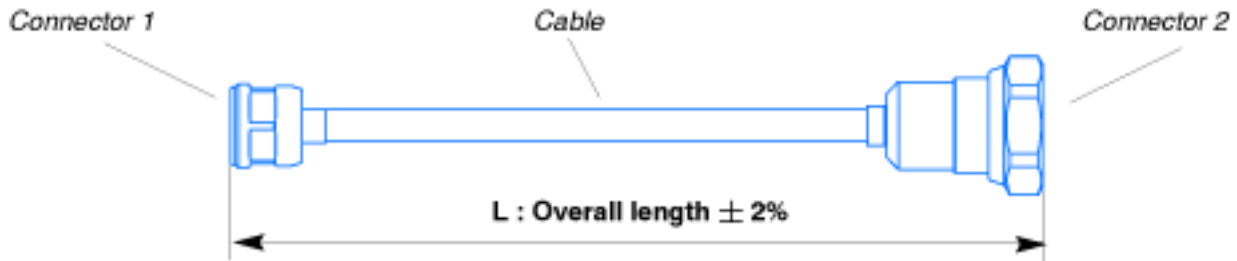 Connector 1
Cable
Connector 2
L : Overall length ± 2%